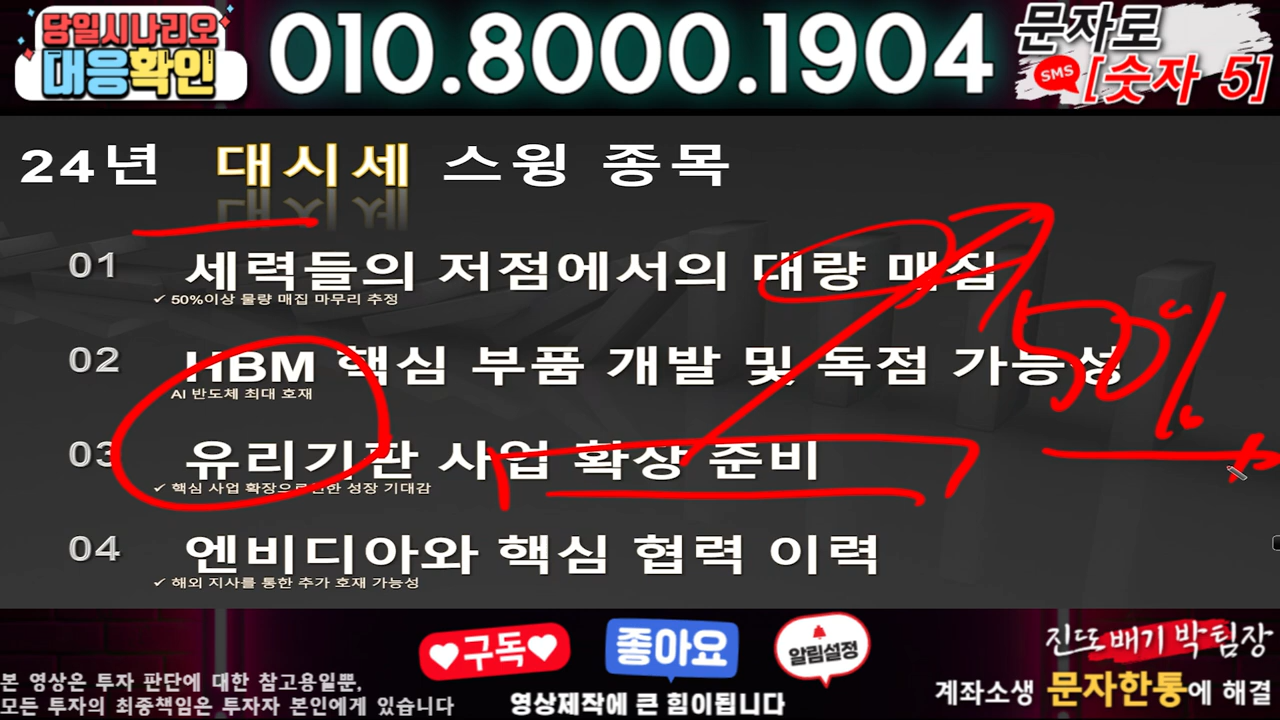 당일시나리오
대응확인
010.8000.1904
문자로
SMS
[숫자 5]
24년 대시세 스윙 종목
01 세력들의 저점에서의 대량 매집
✓ 50%이상 물량 매집 마무리 추정
50%
02 HBM 핵심 부품 개발 및 독점 가능성
AI 반도체 최대 호재
03 유리기판 사업 확장 준비
✓ 핵심 사업 확장으로인한 성장 기대감
04 엔비디아와 핵심 협력 이력
✓ 해외 지사를 통한 추가 호재 가능성
구독
좋아요
알림설정
영상제작에 큰 힘이됩니다
본 영상은 투자 판단에 대한 참고용일뿐,
모든 투자의 최종책임은 투자자 본인에게 있습니다
진또배기 박팀장
계좌소생 문자한통에 해결